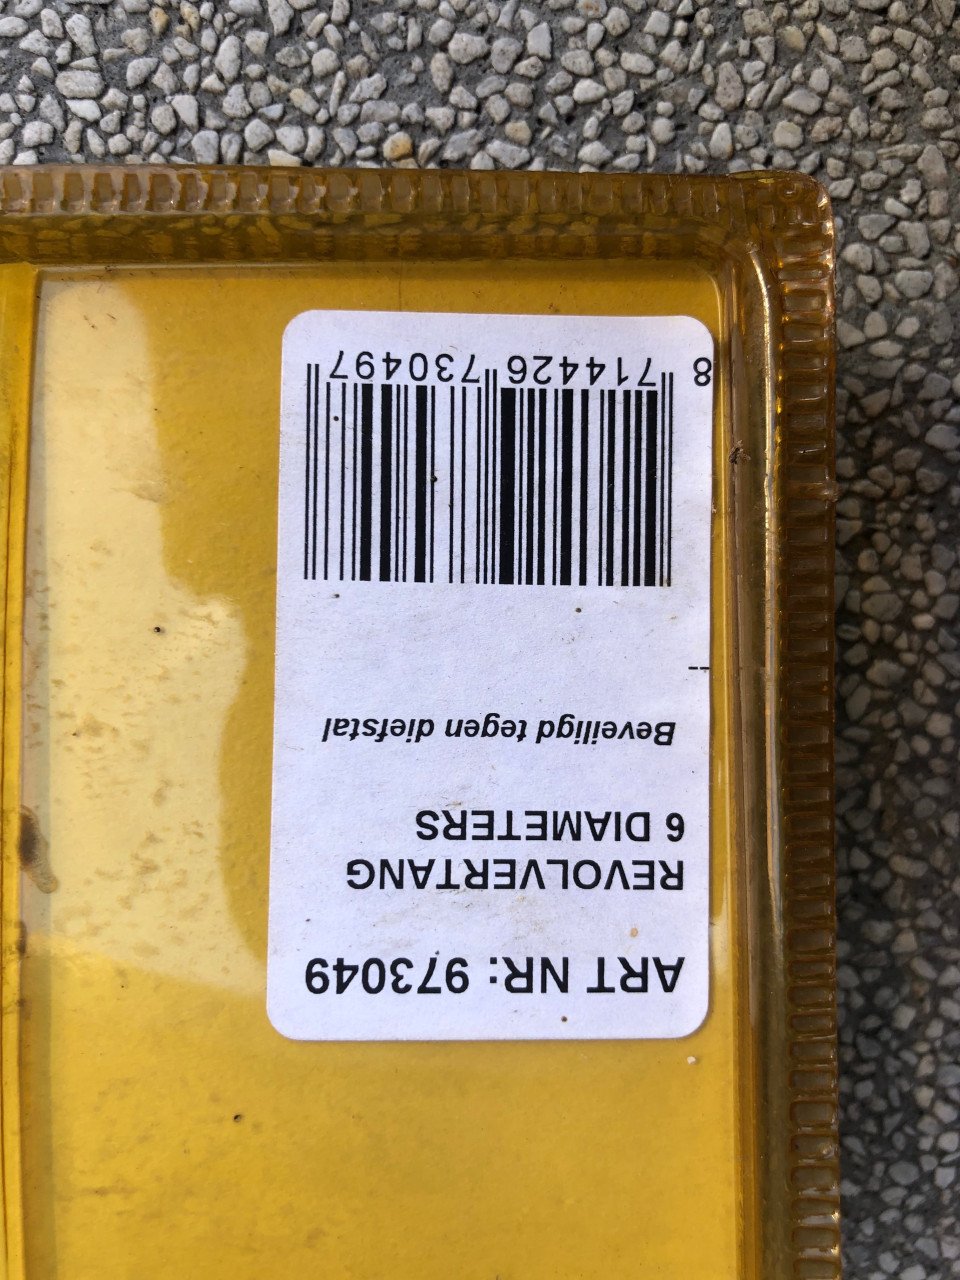 ART NR: 973049
REVOLVERTANG
6 DIAMETERS
Beveiligd tegen diefstal
8 714426 730497